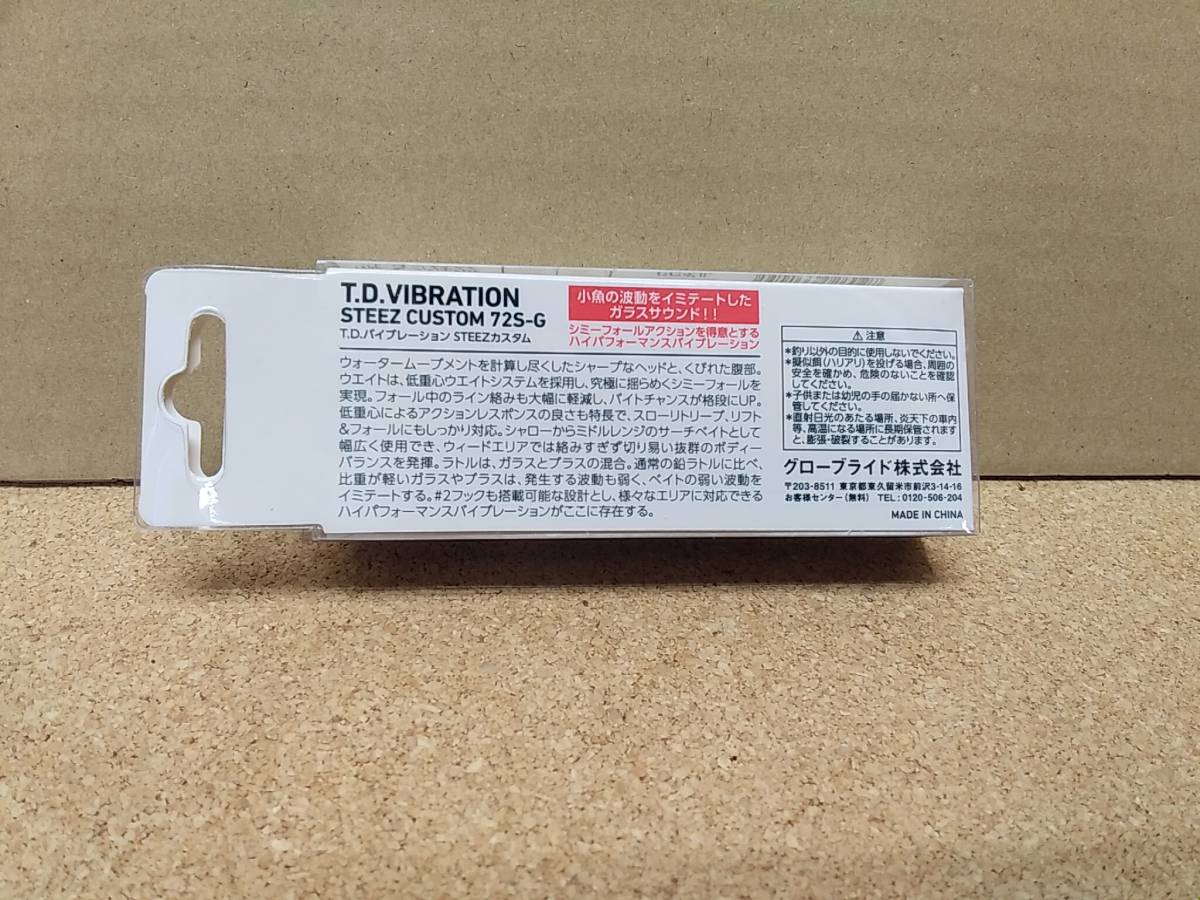 T.D.VIBRATION
STEEZ CUSTOM 72S-G
T.D.バイブレーション STEEZカスタム
小魚の波動をイミテートした
ガラスサウンド!!
シミーフォールアクションを得意とする
ハイパフォーマンスバイブレーション
ウォータームーブメントを計算し尽くしたシャープなヘッドと、くびれた腹部。
ウエイトは、低重心ウエイトシステムを採用し、究極に揺らめくシミーフォールを
実現。フォール中のライン絡みも大幅に軽減し、バイトチャンスが格段にUP。
低重心によるアクションレスポンスの良さも特長で、スローリトリーブ、リフト
&フォールにもしっかり対応。シャローからミドルレンジのサーチベイトとして
幅広く使用でき、ウィードエリアでは絡みすぎず切り易い抜群のボディー
バランスを発揮。ラトルは、ガラスとブラスの混合。通常の鉛ラトルに比べ、
比重が軽いガラスやブラスは、発生する波動も弱く、ベイトの弱い波動を
イミテートする。#2フックも搭載可能な設計とし、様々なエリアに対応できる
ハイパフォーマンスバイブレーションがここに存在する。
⚠ 注意
*釣り以外の目的に使用しないでください。
*擬似餌(ハリアリ)を投げる場合、周囲の
安全を確かめ、危険のないことを確認
してください。
*子供または幼児の手の届かない所へ保
管してください。
*直射日光のあたる場所、炎天下の車内
等、高温になる場所に長期保管されます
と、膨張・破裂することがあります。
グローブライド株式会社
〒203-8511 東京都東久留米市前沢3-14-16
お客様センター(無料) TEL:0120-506-204
MADE IN CHINA